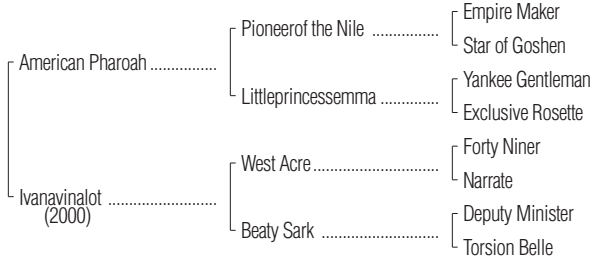 Empire Maker
Pioneerof the Nile ................
Star of Goshen
American Pharoah ................
Yankee Gentleman
Littleprincessemma ..............
Exclusive Rosette
Forty Niner
West Acre..............................
Narrate
Ivanavinalot ..........................
(2000)
Deputy Minister
Beaty Sark ............................
Torsion Belle